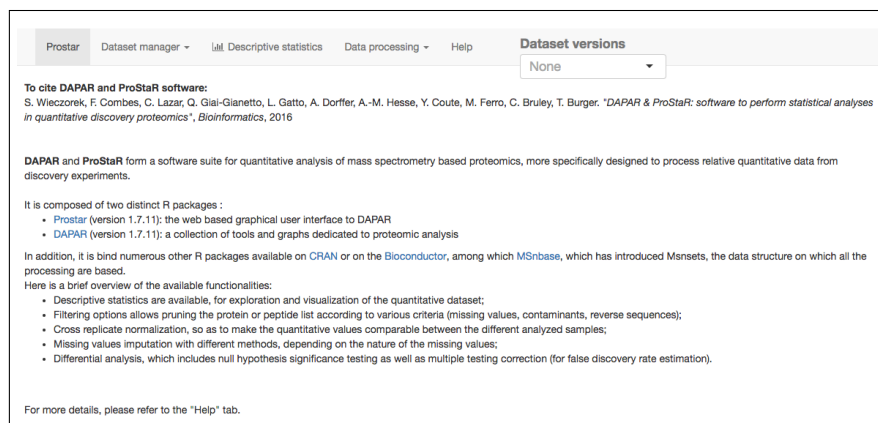 Prostar Dataset manager Descriptive statistics Data processing Help Dataset versions
None
To cite DAPAR and ProStaR software:
S. Wieczorek, F. Combes, C. Lazar, Q. Giai-Gianetto, L. Gatto, A. Dorffer, A.-M. Hesse, Y. Coute, M. Ferro, C. Bruley, T. Burger. "DAPAR & ProStaR: software to perform statistical analyses
in quantitative discovery proteomics", Bioinformatics, 2016
DAPAR and ProStaR form a software suite for quantitative analysis of mass spectrometry based proteomics, more specifically designed to process relative quantitative data from
discovery experiments.
It is composed of two distinct R packages :
• Prostar (version 1.7.11): the web based graphical user interface to DAPAR
• DAPAR (version 1.7.11): a collection of tools and graphs dedicated to proteomic analysis
In addition, it is bind numerous other R packages available on CRAN or on the Bioconductor, among which MSnbase, which has introduced Msnsets, the data structure on which all the
processing are based.
Here is a brief overview of the available functionalities:
• Descriptive statistics are available, for exploration and visualization of the quantitative dataset;
• Filtering options allows pruning the protein or peptide list according to various criteria (missing values, contaminants, reverse sequences);
• Cross replicate normalization, so as to make the quantitative values comparable between the different analyzed samples;
• Missing values imputation with different methods, depending on the nature of the missing values;
• Differential analysis, which includes null hypothesis significance testing as well as multiple testing correction (for false discovery rate estimation).
For more details, please refer to the "Help" tab.